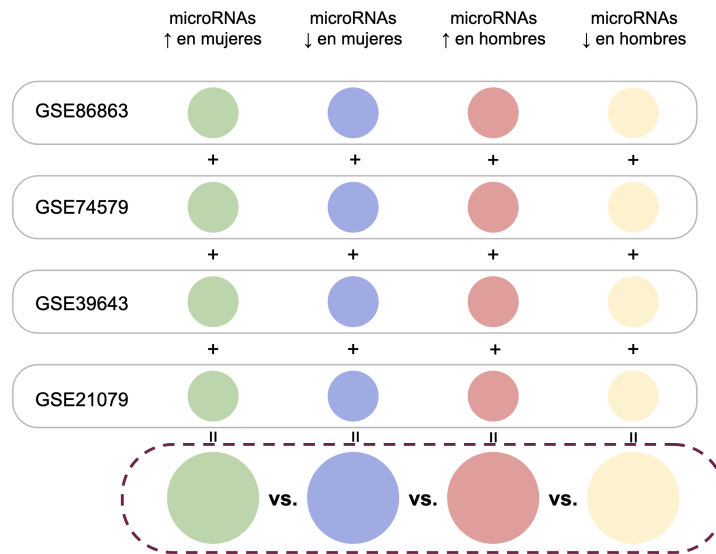 microRNAs microRNAs microRNAs microRNAs
↑ en mujeres ↓ en mujeres ↑ en hombres ↓ en hombres
GSE86863
+ + + +
GSE74579
+ + + +
GSE39643
+ + + +
GSE21079
= = = =
vs. vs. vs.